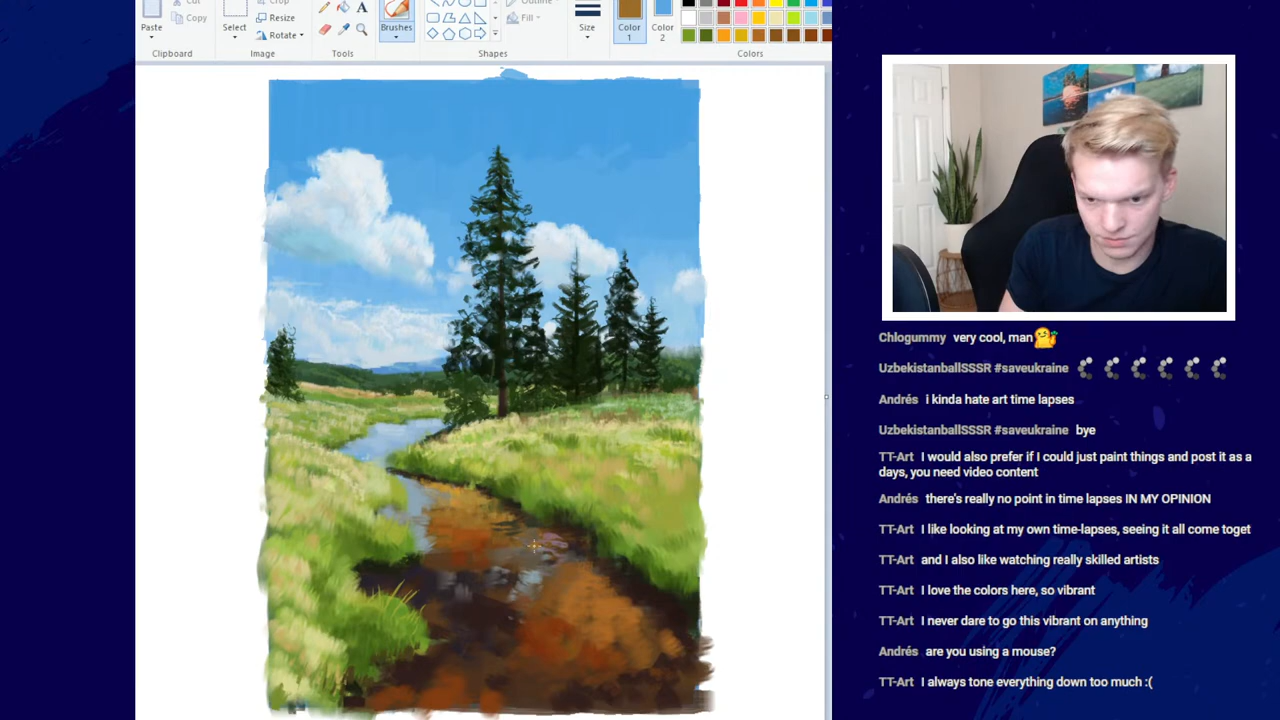 Crop
Outline
Paste
Copy
Select
Resize
Rotate
A
Brushes
Fill
Size
Color
1
Color
2
Clipboard
Image
Tools
Shapes
Colors
Chlogummy very cool, man
UzbekistanballSSSR #saveukraine
Andrés i kinda hate art time lapses
UzbekistanballSSSR #saveukraine bye
TT-Art I would also prefer if I could just paint things and post it as a
days, you need video content
Andrés there's really no point in time lapses IN MY OPINION
TT-Art I like looking at my own time-lapses, seeing it all come toget
TT-Art and I also like watching really skilled artists
TT-Art I love the colors here, so vibrant
TT-Art I never dare to go this vibrant on anything
Andrés are you using a mouse?
TT-Art I always tone everything down too much :(